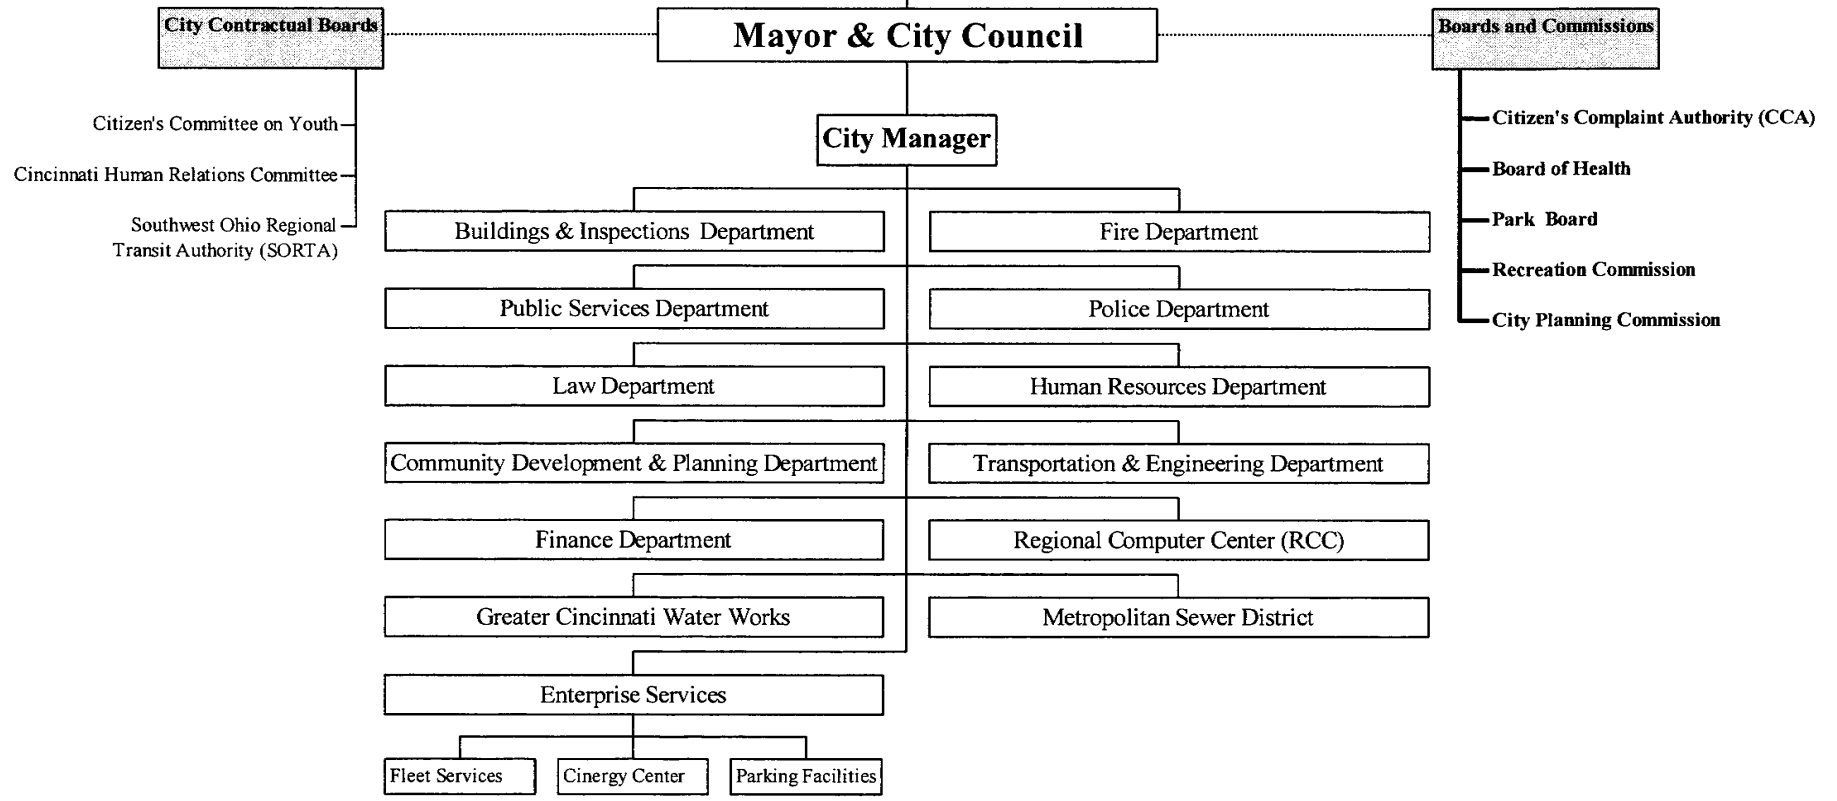 City Contractual Boards
Mayor & City Council
Boards and Commissions
Citizen's Committee on Youth
Cincinnati Human Relations Committee
Southwest Ohio Regional
Transit Authority (SORTA)
City Manager
Citizen's Complaint Authority (CCA)
Board of Health
Park Board
Recreation Commission
City Planning Commission
Buildings & Inspections Department
Fire Department
Public Services Department
Police Department
Law Department
Human Resources Department
Community Development & Planning Department
Transportation & Engineering Department
Finance Department
Regional Computer Center (RCC)
Greater Cincinnati Water Works
Metropolitan Sewer District
Enterprise Services
Fleet Services
Cinergy Center
Parking Facilities